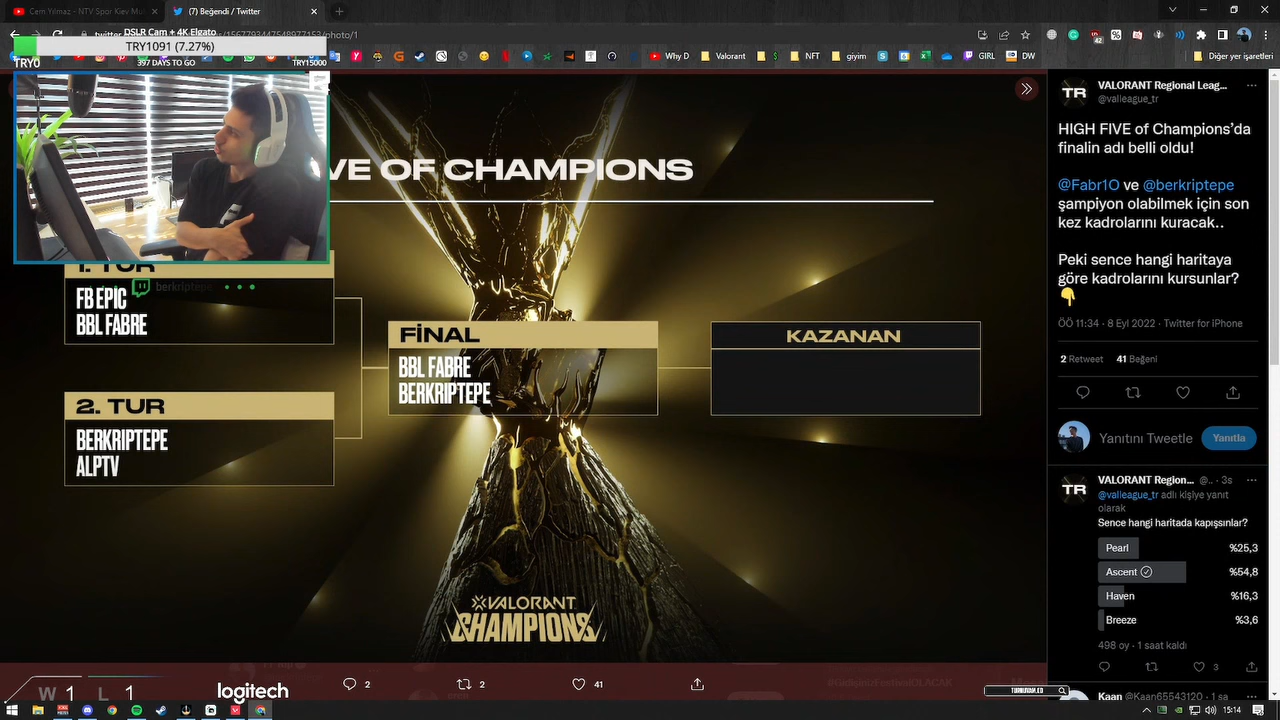 Cem Yılmaz - NTV Spor Kiev Mu
(7) Beğendi / Twitter
DSLR Cam + 4K Elgato
TRY1091 (7.27%)
TRY0
397 DAYS TO GO
TRY15000
Why D
Valorant
NFT
Giyim
GIRL
DW
Diğer yer işaretleri
VE OF CHAMPIONS
1. TUR
berkriptepe
FB EPIC
BBL FABRE
2. TUR
BERKRIPTEPE
ALPTV
FİNAL
BBL FABRE
BERKRIPTEPE
KAZANAN
VALORANT
CHAMPIONS
VALORANT Regional Leag...
@valleague_tr
HIGH FIVE of Champions'da
finalin adı belli oldu!
@Fabr1O ve @berkriptepe
şampiyon olabilmek için son
kez kadrolarını kuracak..
Peki sence hangi haritaya
göre kadrolarını kursunlar?
👇
ÖÖ 11:34 · 8 Eyl 2022 · Twitter for iPhone
2 Retweet 41 Beğeni
Yanıtını Tweetle
Yanıtla
VALORANT Region... @.. · 3s
@valleague_tr adlı kişiye yanıt
olarak
Sence hangi haritada kapışsınlar?
Pearl %25,3
Ascent %54,8
Haven %16,3
Breeze %3,6
498 oy · 1 saat kaldı
3
Kaan @Kaan65543120 · 1 sa
W 1 L 1
logitech
2
2
41
15:14